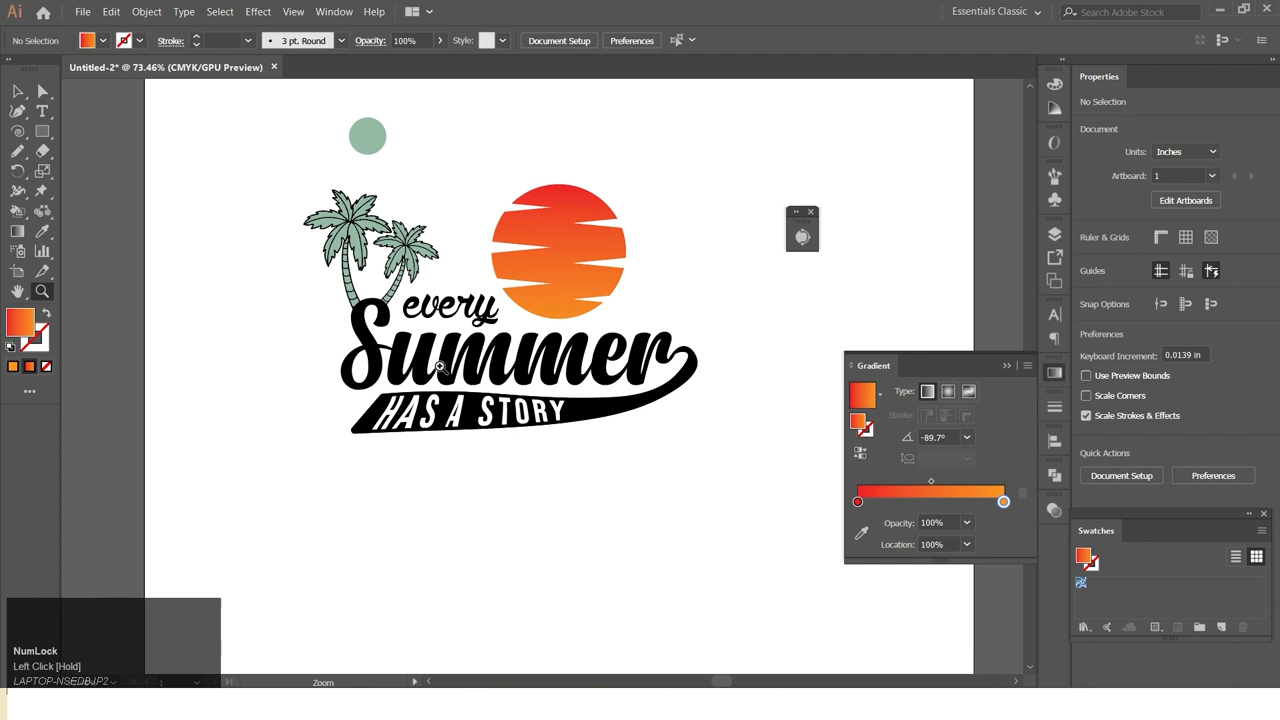 Ai File Edit Object Type Select Effect View Window Help Essentials Classic Search Adobe Stock
No Selection Stroke: 3 pt. Round Opacity: 100% Style: Document Setup Preferences
Untitled-2* @ 73.46% (CMYK/GPU Preview) ×
Properties
No Selection
Document
Units: Inches
Artboard: 1
Edit Artboards
Ruler & Grids
Guides
Snap Options
Preferences
Keyboard Increment: 0.0139 in
Use Preview Bounds
Scale Corners
Scale Strokes & Effects
Quick Actions
Document Setup Preferences
every
Summer
HAS A STORY
Gradient
Type:
Stroke:
-89.7°
Opacity: 100%
Location: 100%
Swatches
NumLock
Left Click [Hold]
LAPTOP-NSEDBJP2
1 Zoom